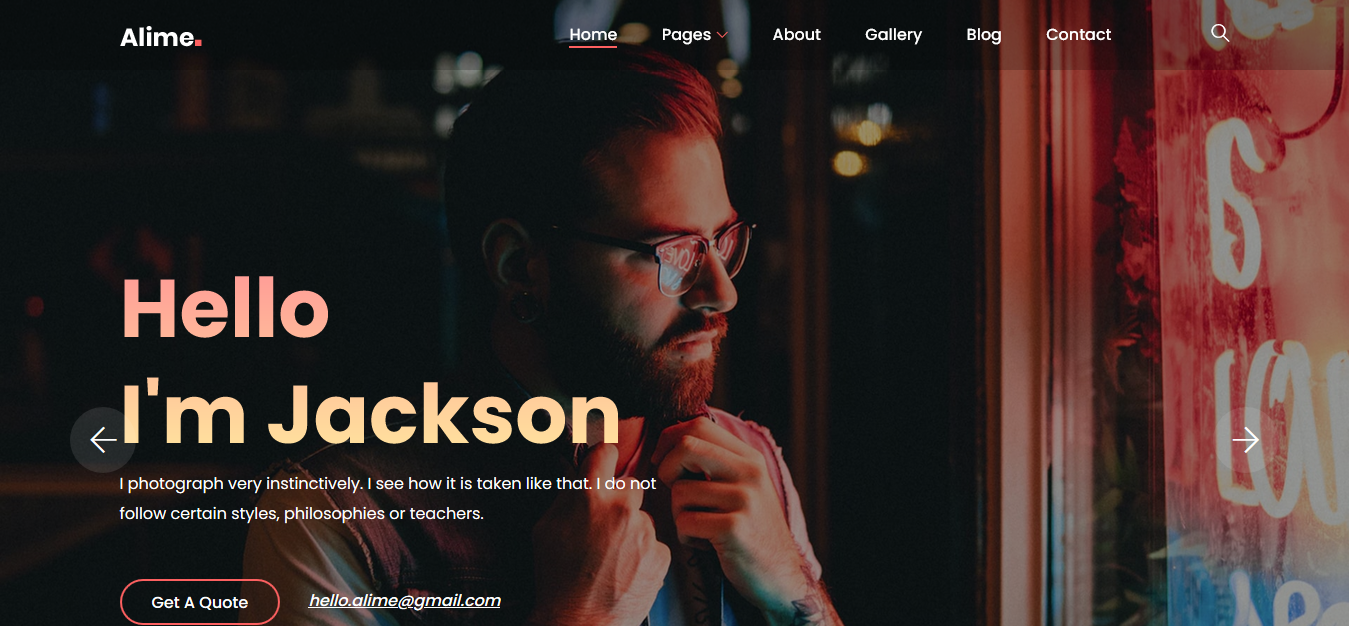 Alime.
Home Pages About Gallery Blog Contact
Hello
I'm Jackson
I photograph very instinctively. I see how it is taken like that. I do not
follow certain styles, philosophies or teachers.
Get A Quote hello.alime@gmail.com